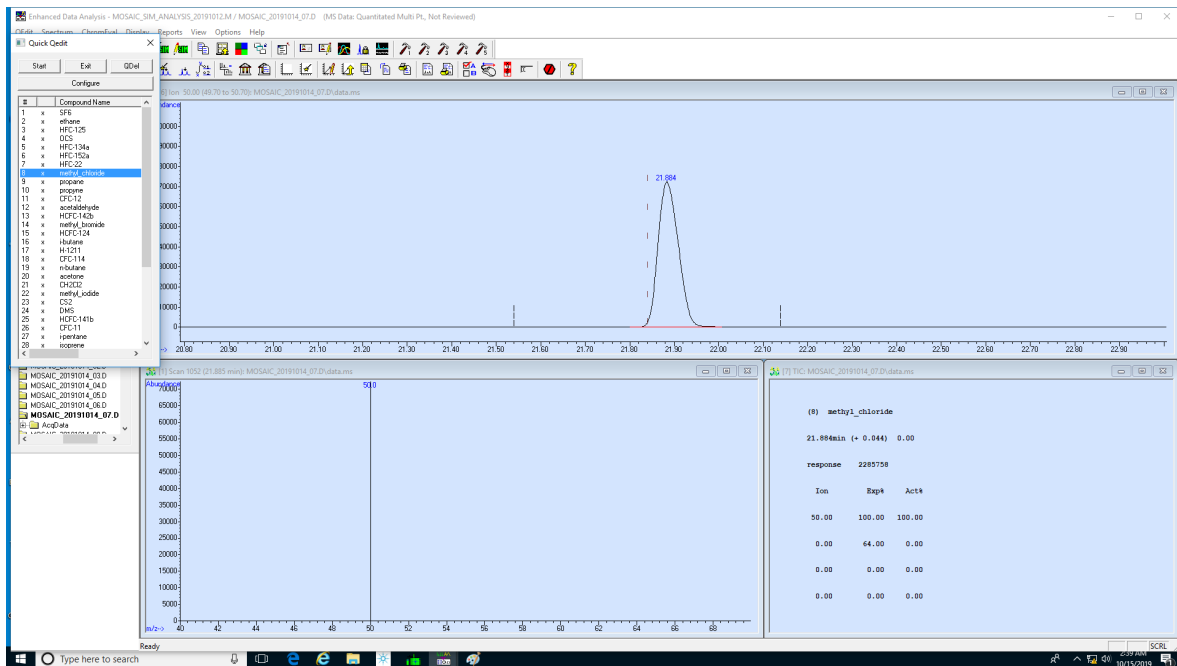 Enhanced Data Analysis - MOSAIC_SIM_ANALYSIS_20191012.M / MOSAIC_20191014_07.D (MS Data: Quantitated Multi Pt., Not Reviewed)
QEdit Spectrum ChromEval Display Reports View Options Help
Quick Qedit
Start Exit QDel
Configure
# Compound Name
1 x SF6
2 x ethane
3 x HFC-125
4 x OCS
5 x HFC-134a
6 x HFC-152a
7 x HFC-22
8 x methyl_chloride
9 x propane
10 x propyne
11 x CFC-12
12 x acetaldehyde
13 x HCFC-142b
14 x methyl_bromide
15 x HCFC-124
16 x i-butane
17 x H-1211
18 x CFC-114
19 x n-butane
20 x acetone
21 x CH2Cl2
22 x methyl_iodide
23 x CS2
24 x DMS
25 x HCFC-141b
26 x CFC-11
27 x i-pentane
28 x isoprene
MOSAIC_20191014_03.D
MOSAIC_20191014_04.D
MOSAIC_20191014_05.D
MOSAIC_20191014_06.D
MOSAIC_20191014_07.D
AcqData
Ion 50.00 (49.70 to 50.70): MOSAIC_20191014_07.D\data.ms
21.884
0
20.80 20.90 21.00 21.10 21.20 21.30 21.40 21.50 21.60 21.70 21.80 21.90 22.00 22.10 22.20 22.30 22.40 22.50 22.60 22.70 22.80 22.90
[1] Scan 1052 (21.885 min): MOSAIC_20191014_07.D\data.ms
Abundance
50.0
70000
65000
60000
55000
50000
45000
40000
35000
30000
25000
20000
15000
10000
5000
0
m/z--> 40 42 44 46 48 50 52 54 56 58 60 62 64 66 68
[7] TIC: MOSAIC_20191014_07.D\data.ms
(8) methyl_chloride
21.884min (+ 0.044) 0.00
response 2285758
Ion Exp% Act%
50.00 100.00 100.00
0.00 64.00 0.00
0.00 0.00 0.00
0.00 0.00 0.00
Ready
SCRL
Type here to search
2:39 AM
10/15/2019